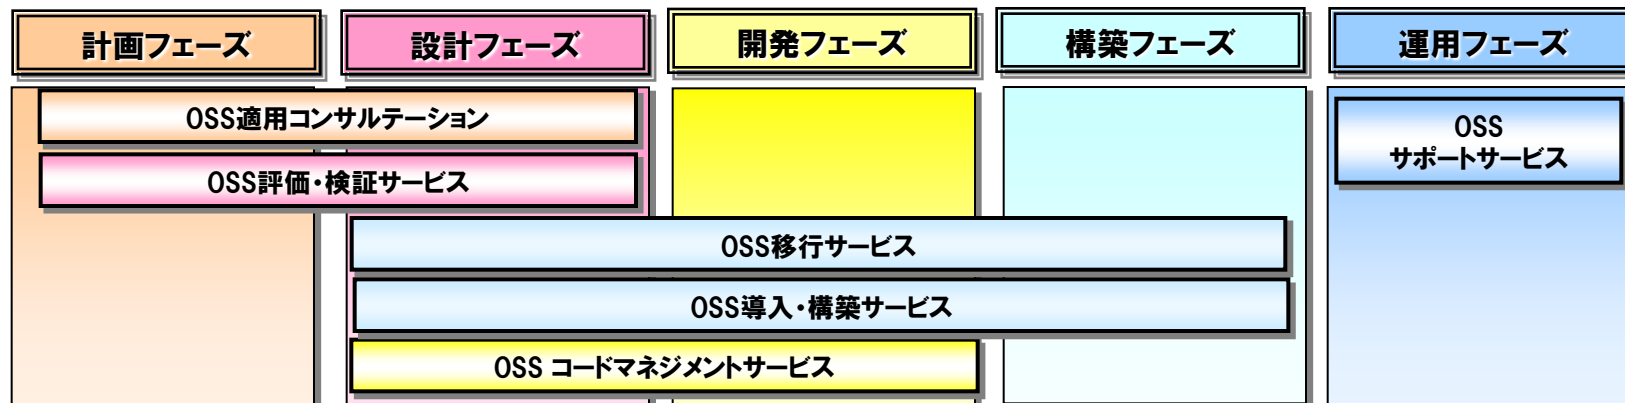 計画フェーズ
設計フェーズ
開発フェーズ
構築フェーズ
運用フェーズ
OSS適用コンサルテーション
OSS
サポートサービス
OSS評価・検証サービス
OSS移行サービス
OSS導入・構築サービス
OSS コードマネジメントサービス